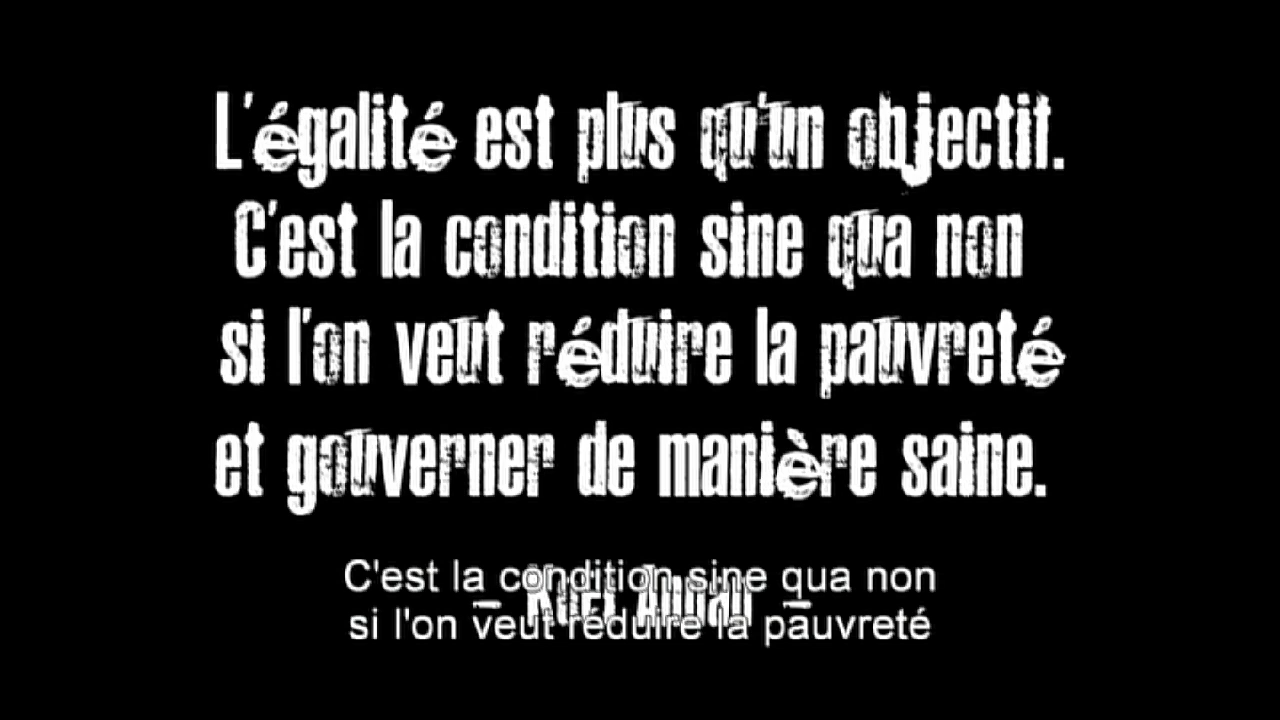 L'égalité est plus qu'un objectif.
C'est la condition sine qua non
si l'on veut réduire la pauvreté
et gouverner de manière saine.
C'est la condition sine qua non
si l'on veut réduire la pauvreté